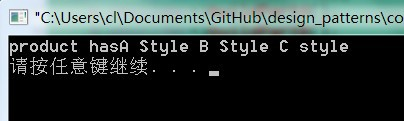 "C:\Users\cl\Documents\GitHub\design_patterns\co
product hasA Style B Style C style
请按任意键继续. . .